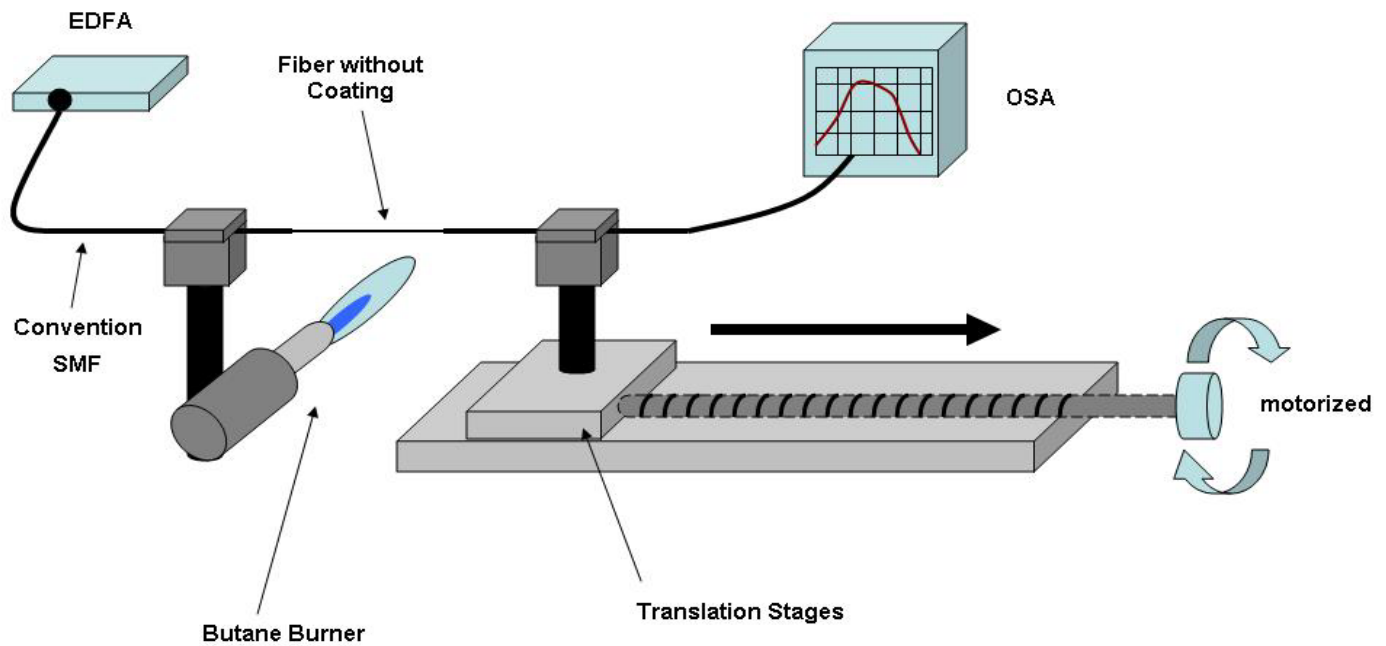 EDFA
Fiber without
Coating
OSA
Convention
SMF
motorized
Translation Stages
Butane Burner